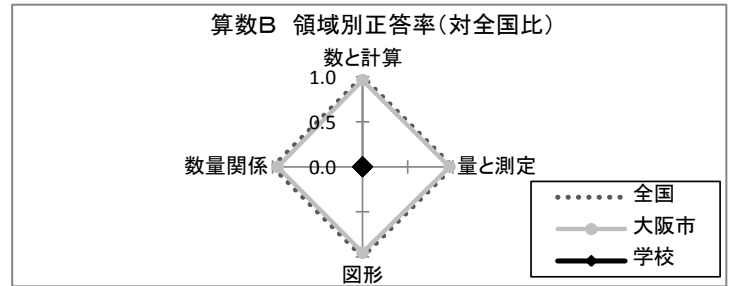 算数B 領域別正答率(対全国比)
数と計算
1.0
0.5
数量関係 0.0 量と測定
図形
全国
大阪市
学校